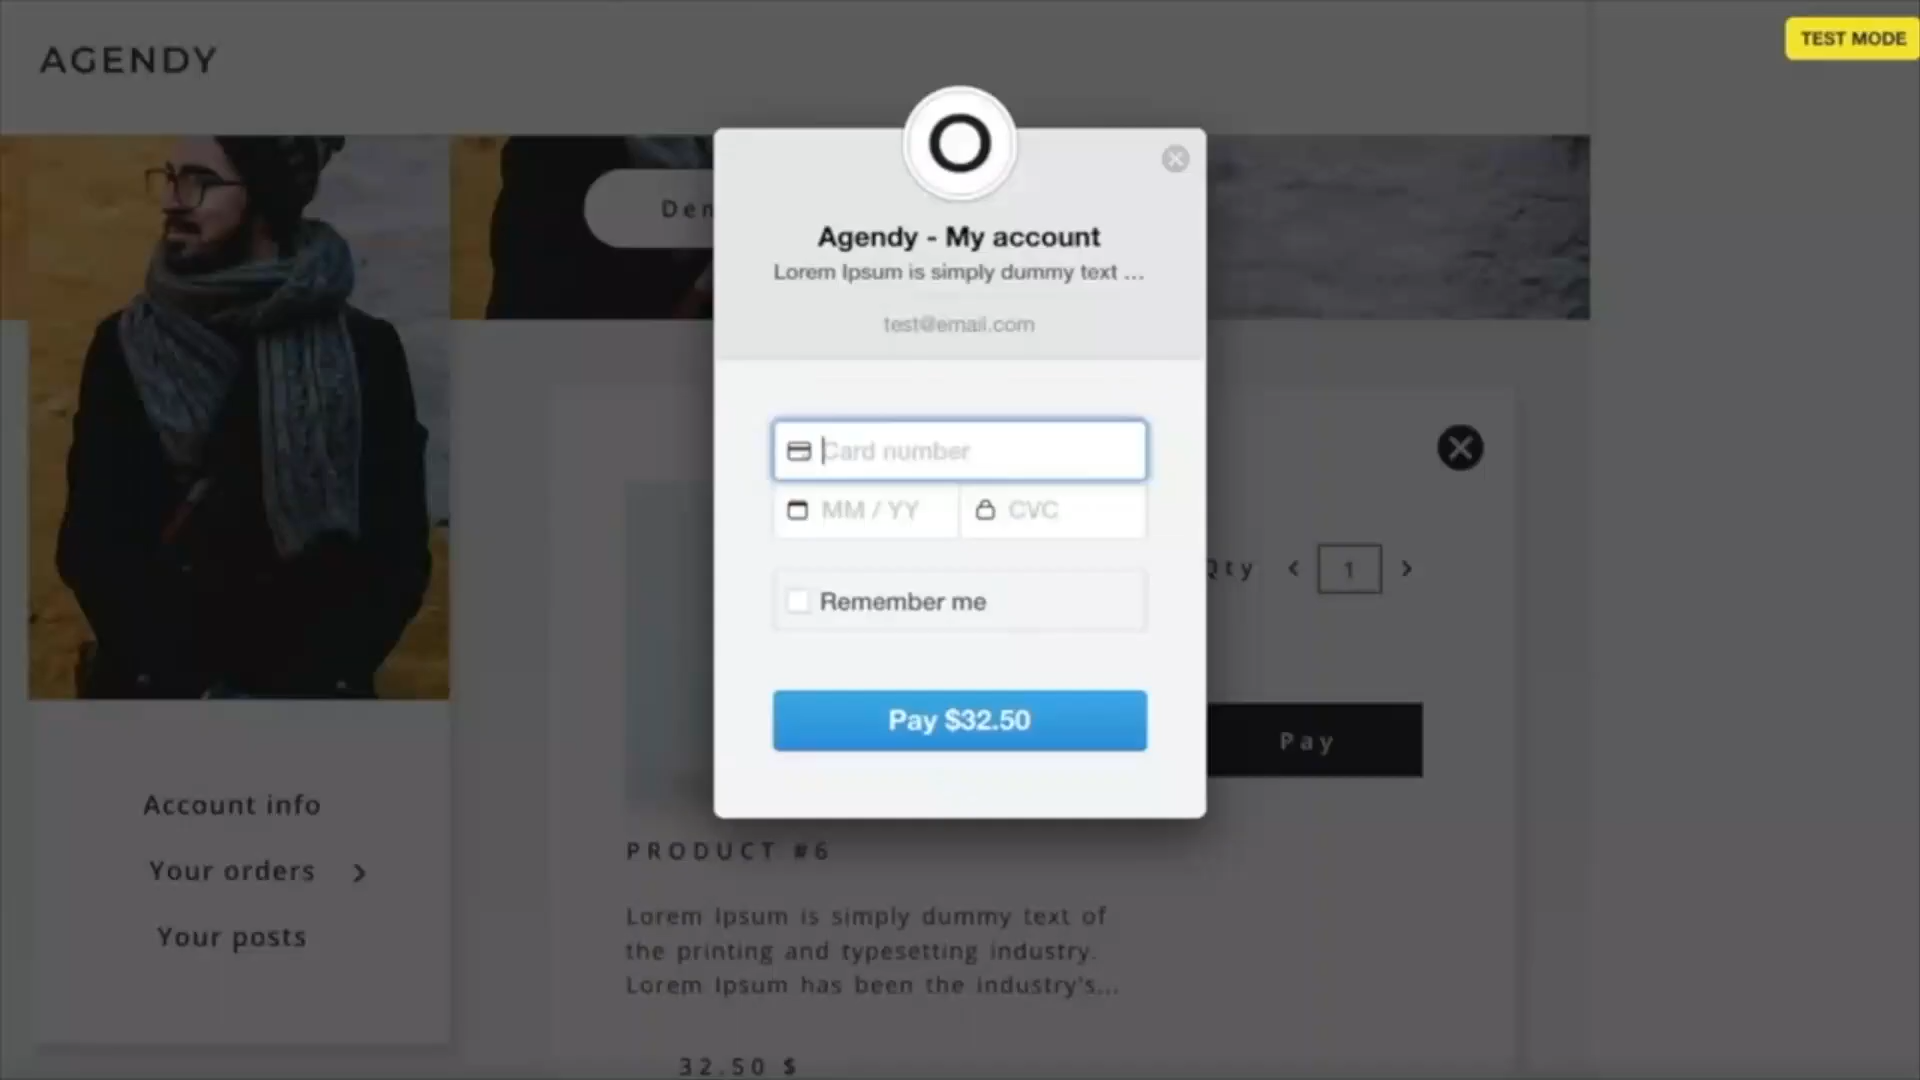 AGENDY
TEST MODE
Agendy - My account
Lorem Ipsum is simply dummy text ...
test@email.com
Card number
MM / YY
CVC
Remember me
Pay $32.50
Qty
1
Pay
Account info
Your orders
Your posts
PRODUCT #6
Lorem Ipsum is simply dummy text of
the printing and typesetting industry.
Lorem Ipsum has been the industry's...
32.50 $